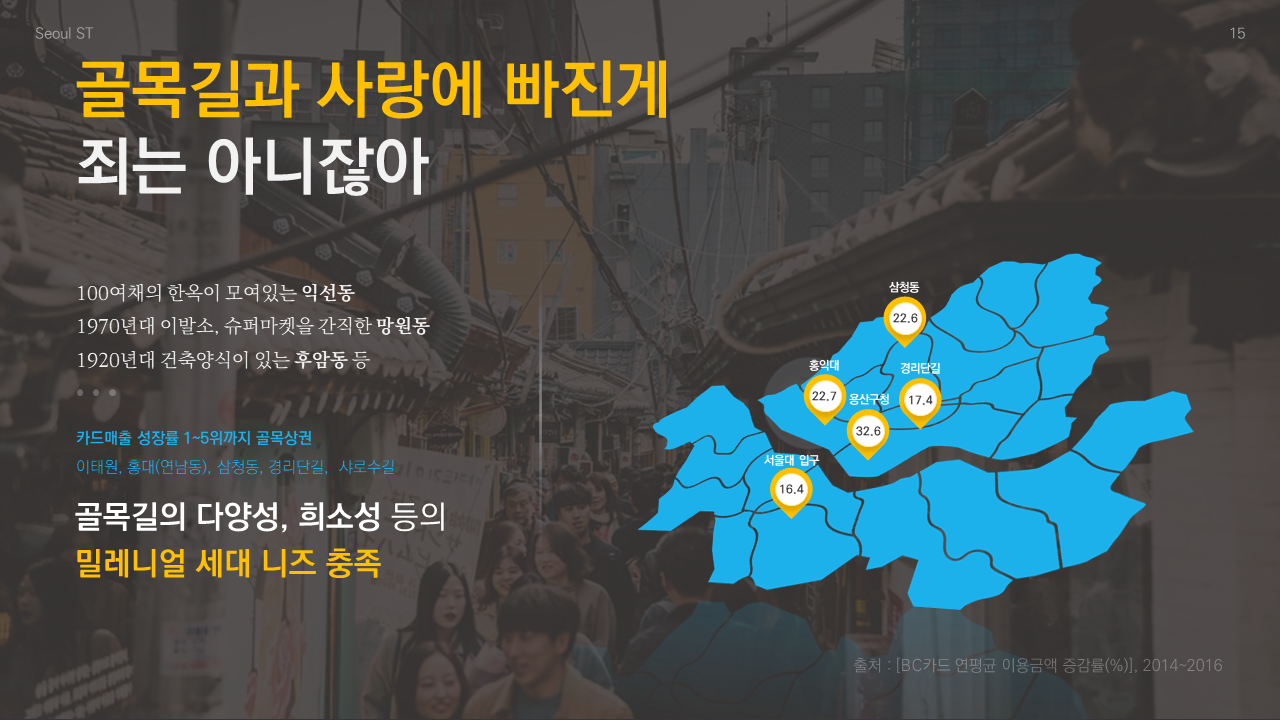 Seoul ST
15
골목길과 사랑에 빠진게
죄는 아니잖아
100여채의 한옥이 모여있는 익선동
1970년대 이발소, 슈퍼마켓을 간직한 망원동
1920년대 건축양식이 있는 후암동 등
카드매출 성장률 1~5위까지 골목상권
이태원, 홍대(연남동), 삼청동, 경리단길, 샤로수길
골목길의 다양성, 희소성 등의
밀레니얼 세대 니즈 충족
삼청동
22.6
홍익대
22.7
용산구청
32.6
경리단길
17.4
서울대 입구
16.4
출처 : [BC카드 연평균 이용금액 증감률(%)], 2014~2016